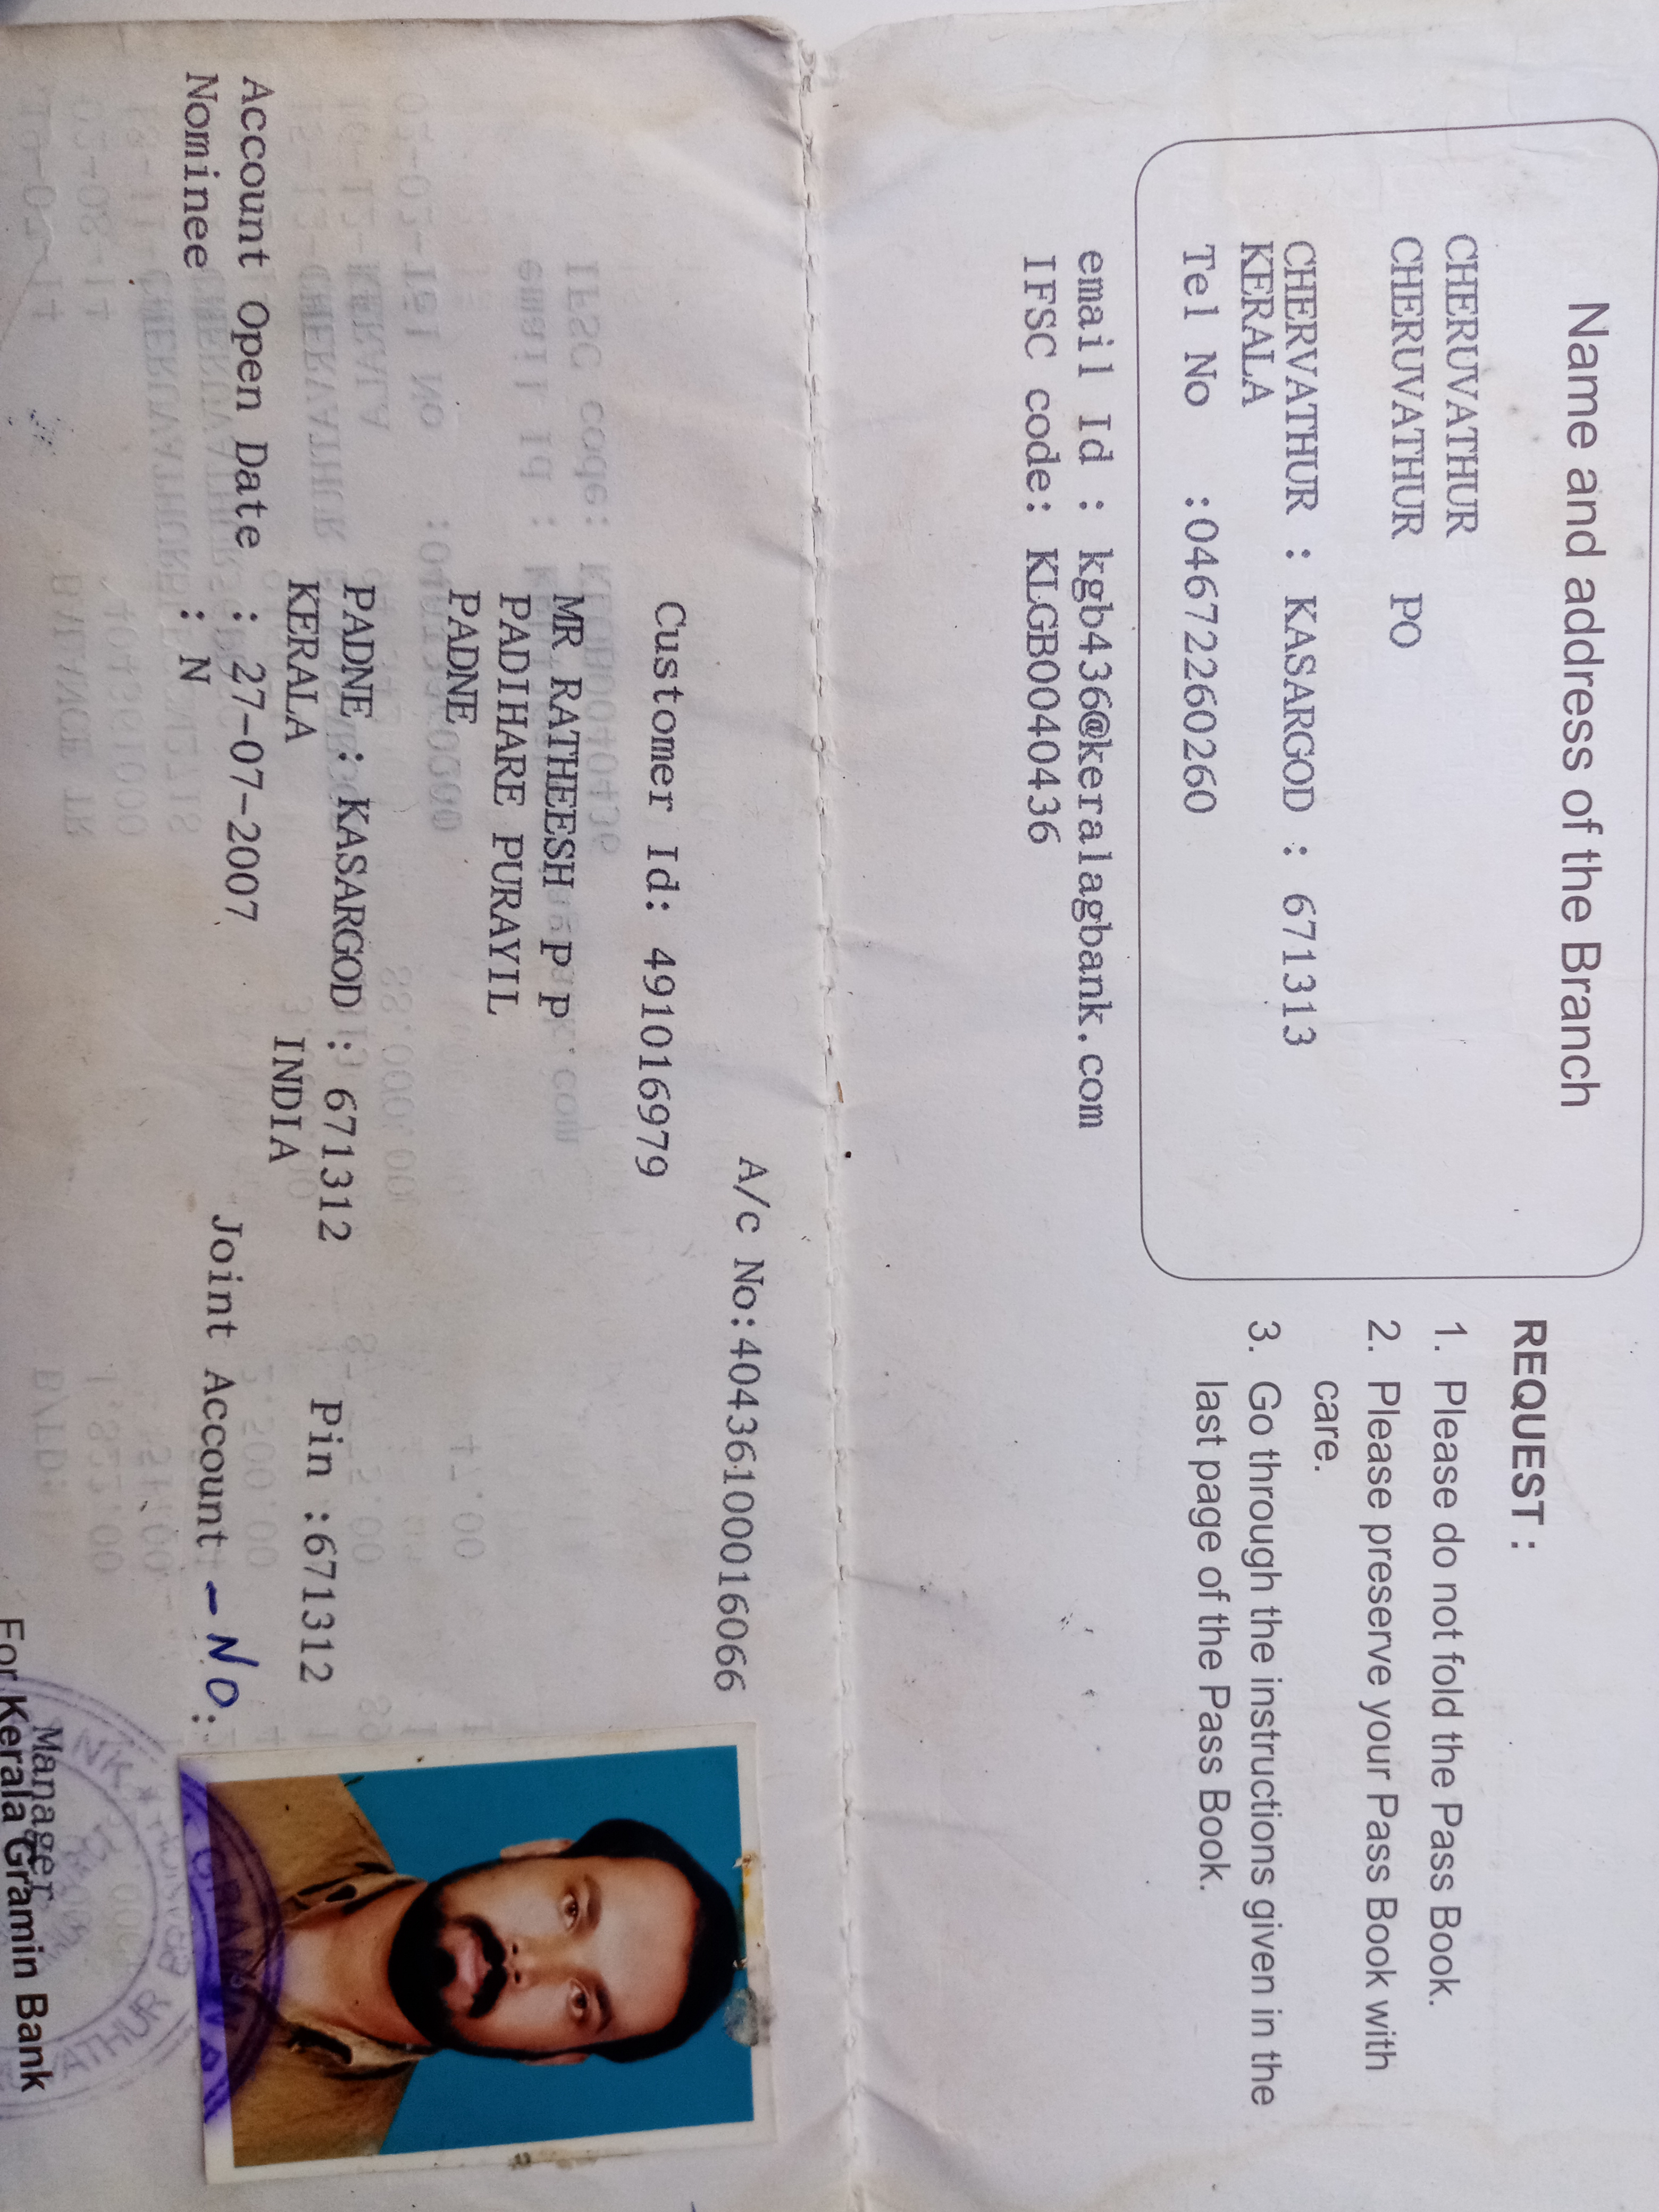 Name and address of the Branch
CHERUVATHUR
CHERUVATHUR PO
CHERVATHUR : KASARGOD : 671313
KERALA
Tel No :04672260260
email Id : kgb436@keralagbank.com
IFSC code: KLGB0040436
REQUEST :
1. Please do not fold the Pass Book.
2. Please preserve your Pass Book with
care.
3. Go through the instructions given in the
last page of the Pass Book.
A/c No:40436100016066
Customer Id: 491016979
MR RATHEESH P P
PADIHARE PURAYIL
PADNE
PADNE : KASARGOD : 671312 Pin :671312
KERALA INDIA
Account Open Date : 27-07-2007 Joint Account - NO :
Nominee : N
Manager
For Kerala Gramin Bank